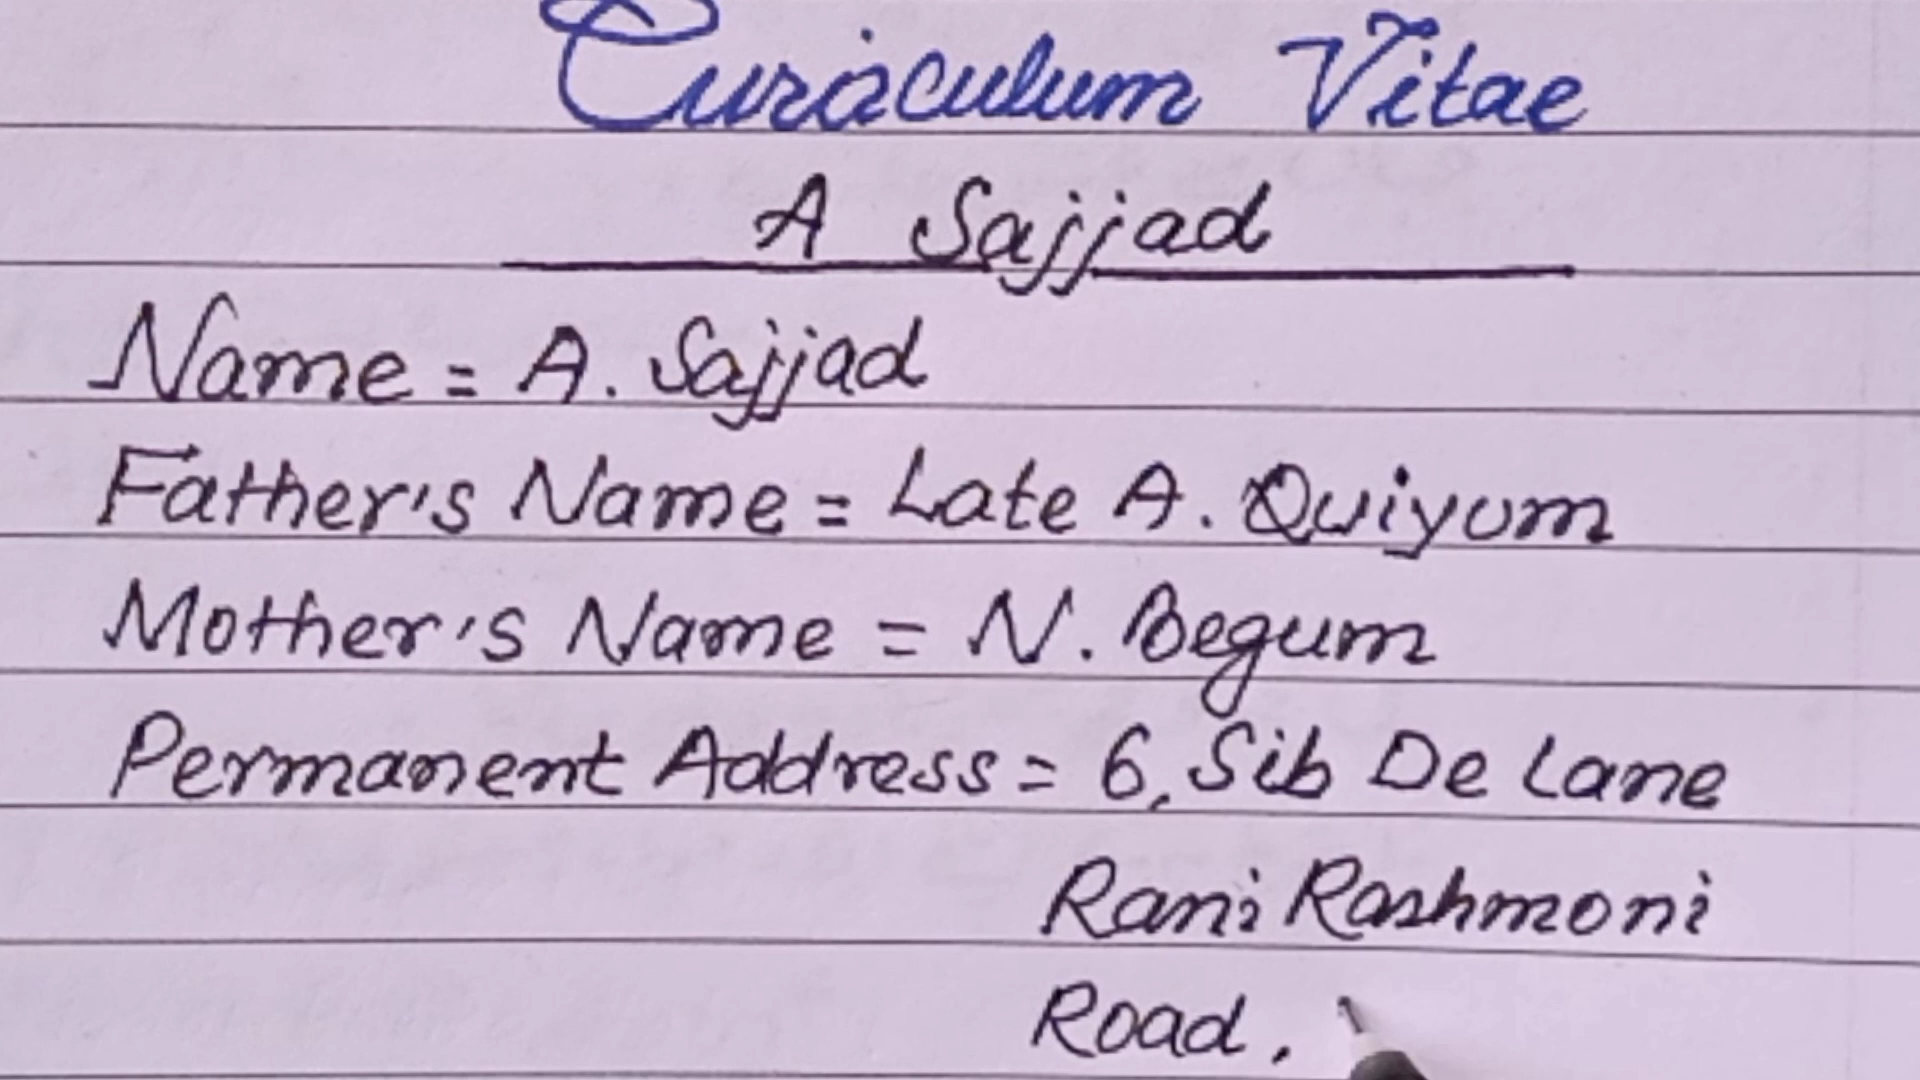 Curiculum Vitae
A Sajjad
Name = A. Sajjad
Father's Name = Late A. Quiyum
Mother's Name = N. Begum
Permanent Address = 6, Sib De Lane
Rani Rashmoni
Road.